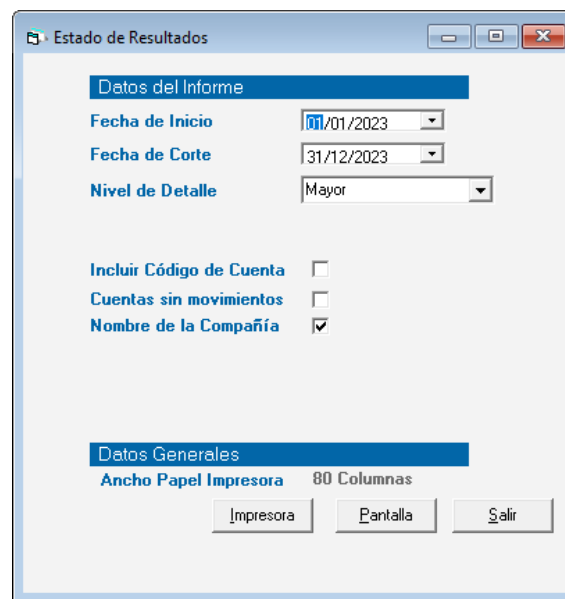 Estado de Resultados
Datos del Informe
Fecha de Inicio 01/01/2023
Fecha de Corte 31/12/2023
Nivel de Detalle Mayor
Incluir Código de Cuenta
Cuentas sin movimientos
Nombre de la Compañía
Datos Generales
Ancho Papel Impresora 80 Columnas
Impresora Pantalla Salir